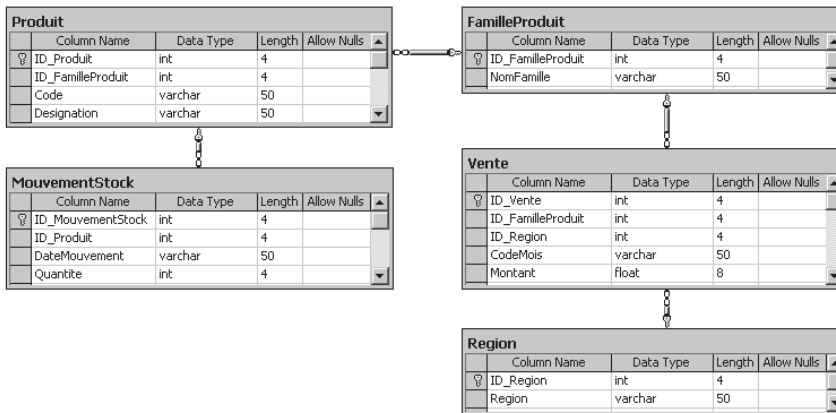 Produit
Column Name Data Type Length Allow Nulls
ID_Produit int 4
ID_FamilleProduit int 4
Code varchar 50
Designation varchar 50
FamilleProduit
Column Name Data Type Length Allow Nulls
ID_FamilleProduit int 4
NomFamille varchar 50
MouvementStock
Column Name Data Type Length Allow Nulls
ID_MouvementStock int 4
ID_Produit int 4
DateMouvement varchar 50
Quantite int 4
Vente
Column Name Data Type Length Allow Nulls
ID_Vente int 4
ID_FamilleProduit int 4
ID_Region int 4
CodeMois varchar 50
Montant float 8
Region
Column Name Data Type Length Allow Nulls
ID_Region int 4
Region varchar 50